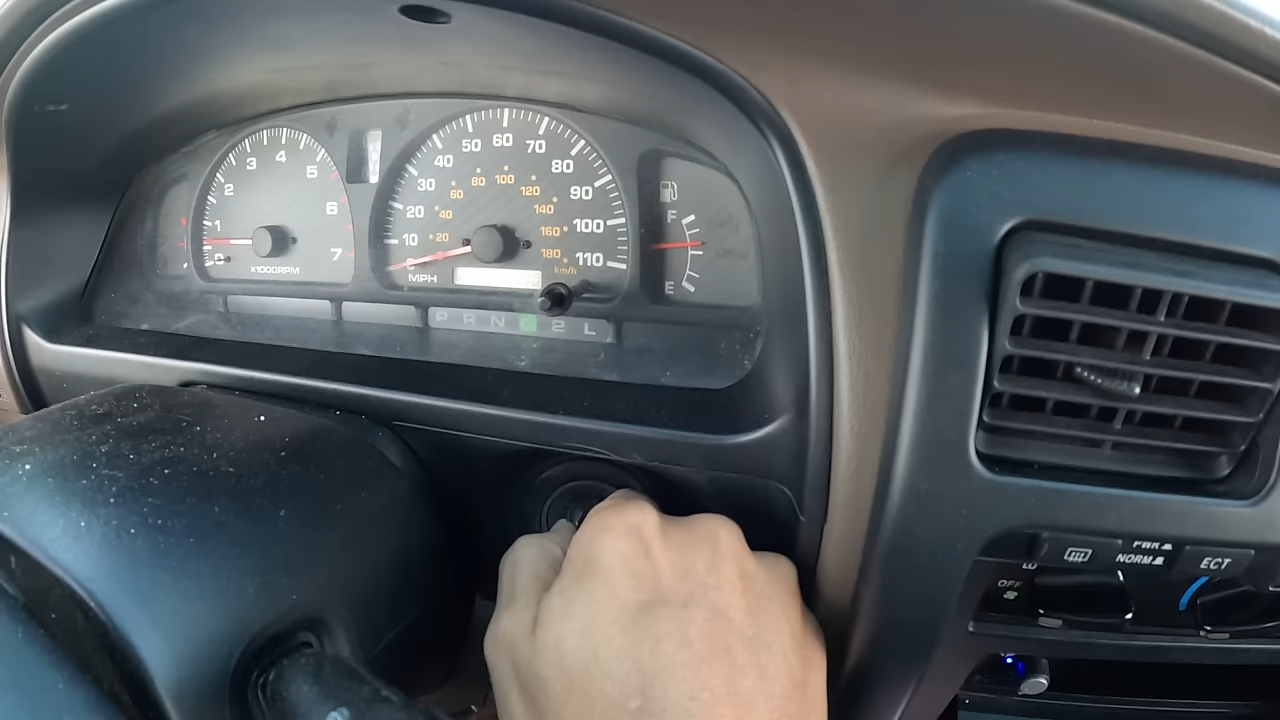 0 1 2 3 4 5 6 7
x1000RPM
0 10 20 30 40 50 60 70 80 90 100 110
20 40 60 80 100 120 140 160 180
km/h
MPH
F
E
P R N 2 L
PWR
NORM
ECT
OFF